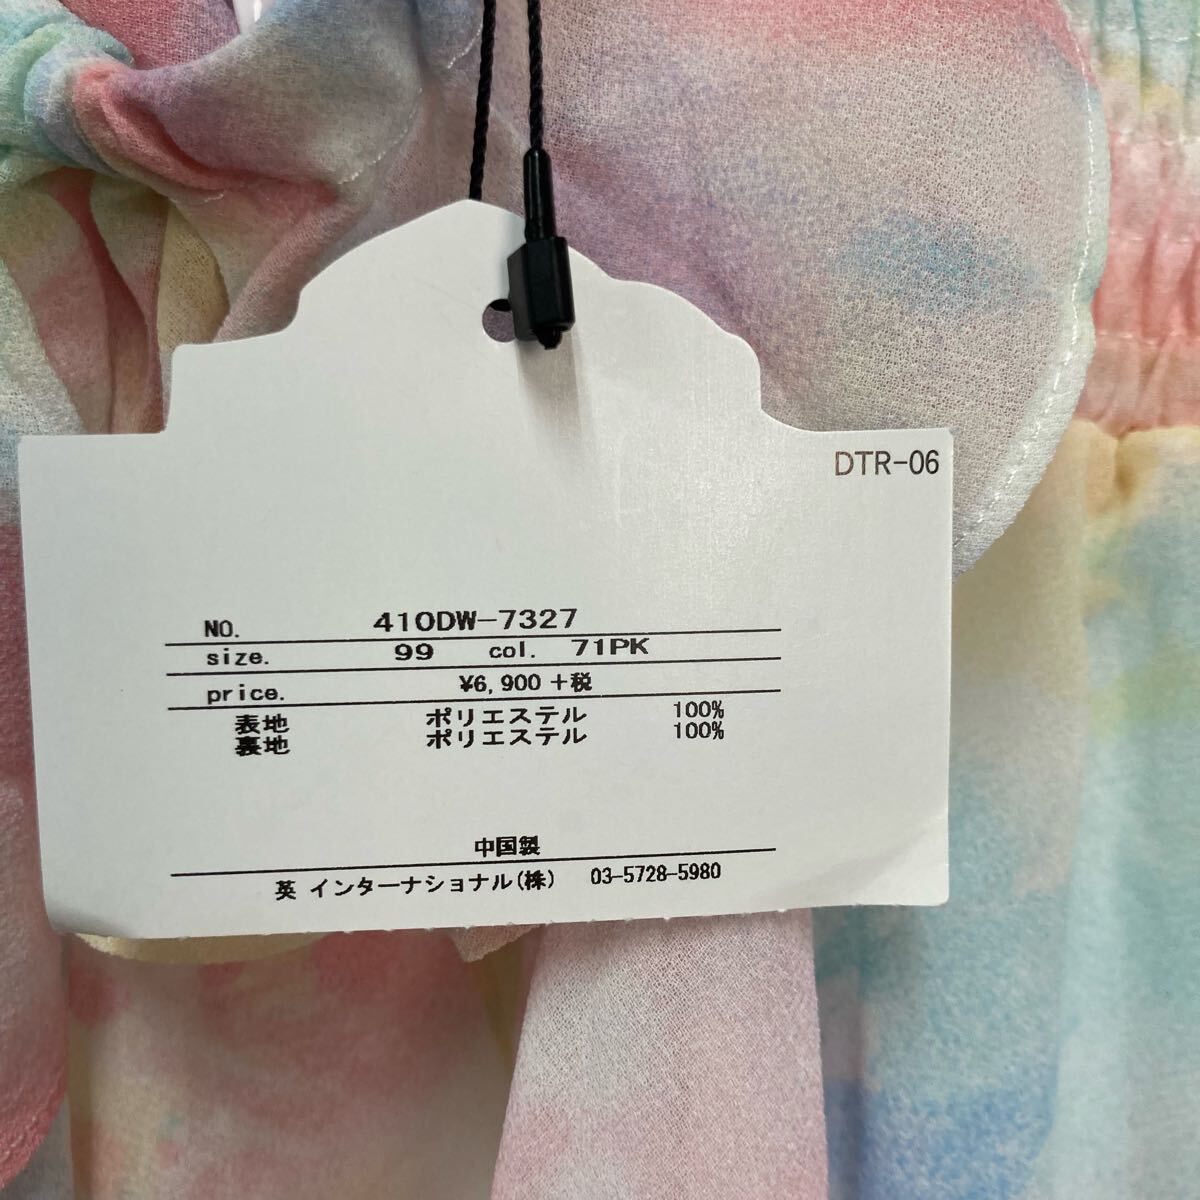 DTR-06
NO. 410DW-7327
size. 99 col. 71PK
price. ¥6,900 +税
表地 ポリエステル 100%
裏地 ポリエステル 100%
中国製
英 インターナショナル(株) 03-5728-5980